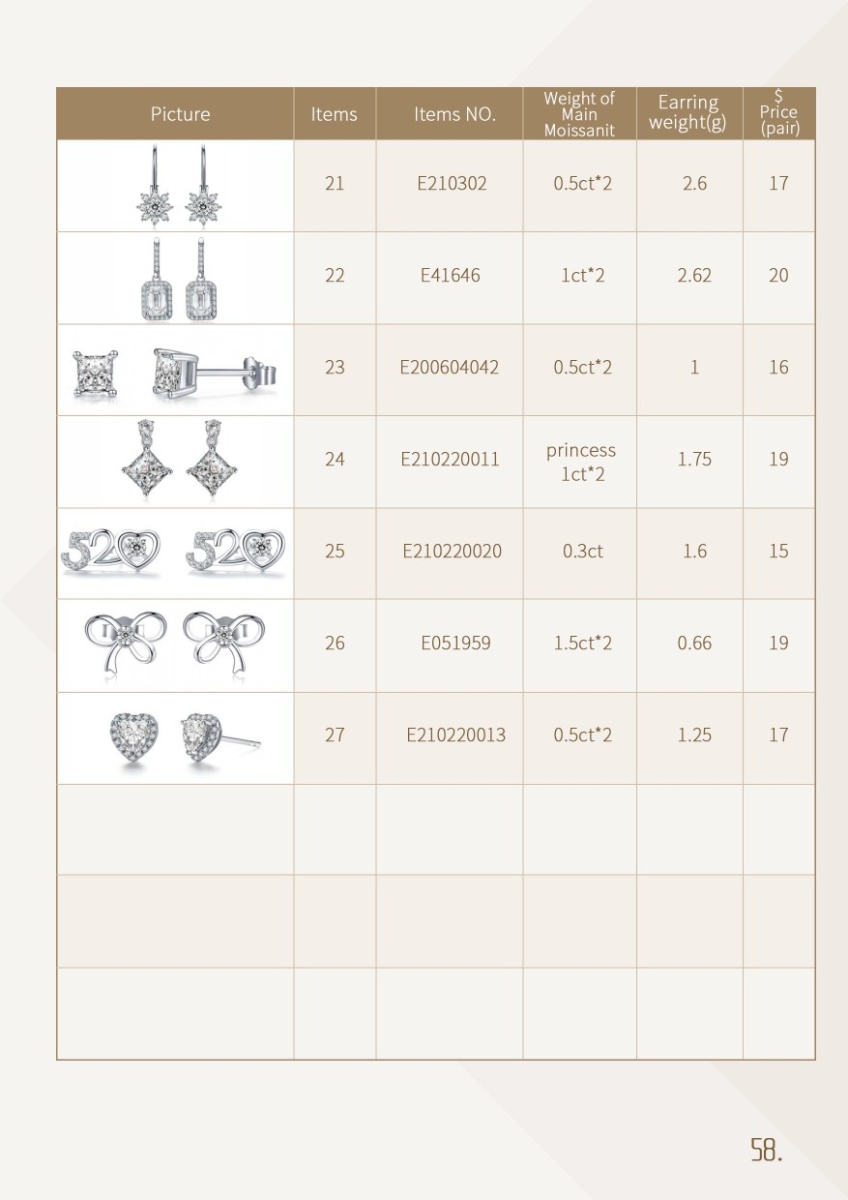 Picture
Items
Items NO.
Weight of
Main
Moissanit
Earring
weight(g)
$
Price
(pair)
21 E210302 0.5ct*2 2.6 17
22 E41646 1ct*2 2.62 20
23 E200604042 0.5ct*2 1 16
24 E210220011 princess
1ct*2 1.75 19
520 520 25 E210220020 0.3ct 1.6 15
26 E051959 1.5ct*2 0.66 19
27 E210220013 0.5ct*2 1.25 17
58.